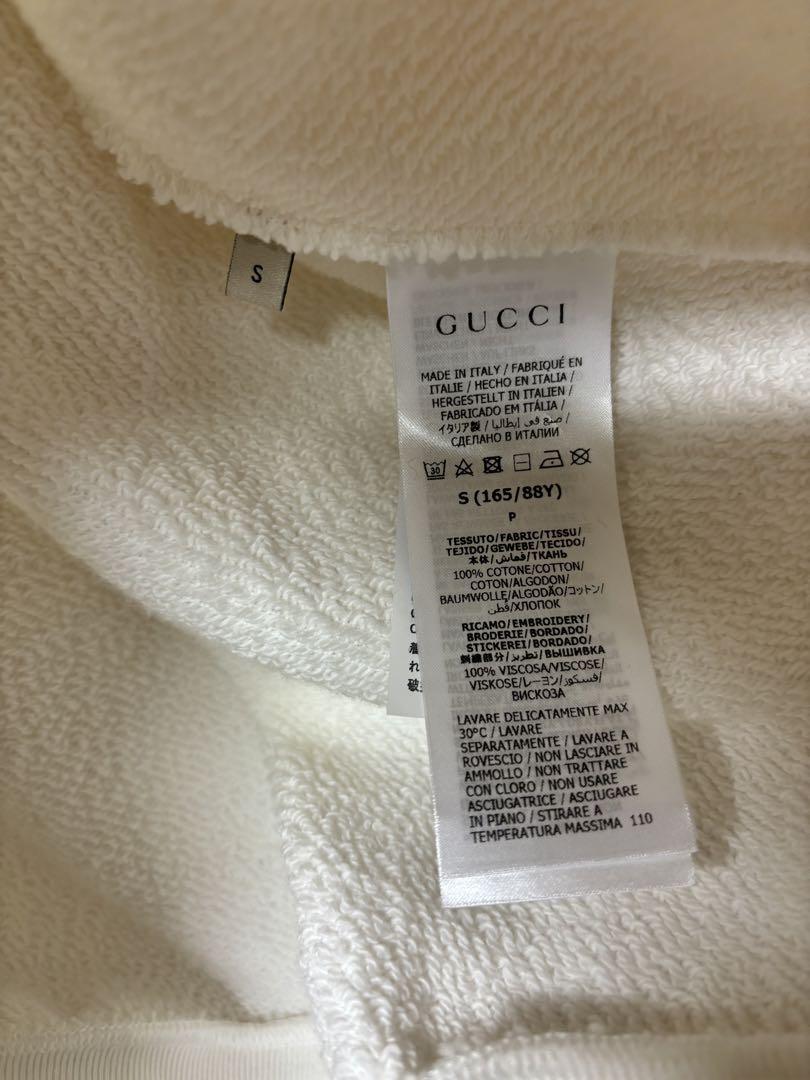 S
GUCCI
MADE IN ITALY / FABRIQUÉ EN
ITALIE / HECHO EN ITALIA /
HERGESTELLT IN ITALIEN /
FABRICADO EM ITÁLIA /
イタリア製 / صنع في إيطاليا /
СДЕЛАНО В ИТАЛИИ
30
S (165/88Y)
P
TESSUTO/FABRIC/TISSU/
TEJIDO/GEWEBE/TECIDO/
本体/قماش/ТКАНЬ
100% COTONE/COTTON/
COTON/ALGODON/
BAUMWOLLE/ALGODÃO/コットン/
قطن/ХЛОПОК
RICAMO/EMBROIDERY/
BRODERIE/BORDADO/
STICKEREI/BORDADO/
刺繍部分/تطريز/ВЫШИВКА
100% VISCOSA/VISCOSE/
VISKOSE/レーヨン/فسكوز/
ВИСКОЗА
LAVARE DELICATAMENTE MAX
30°C / LAVARE
SEPARATAMENTE / LAVARE A
ROVESCIO / NON LASCIARE IN
AMMOLLO / NON TRATTARE
CON CLORO / NON USARE
ASCIUGATRICE / ASCIUGARE
IN PIANO / STIRARE A
TEMPERATURA MASSIMA 110